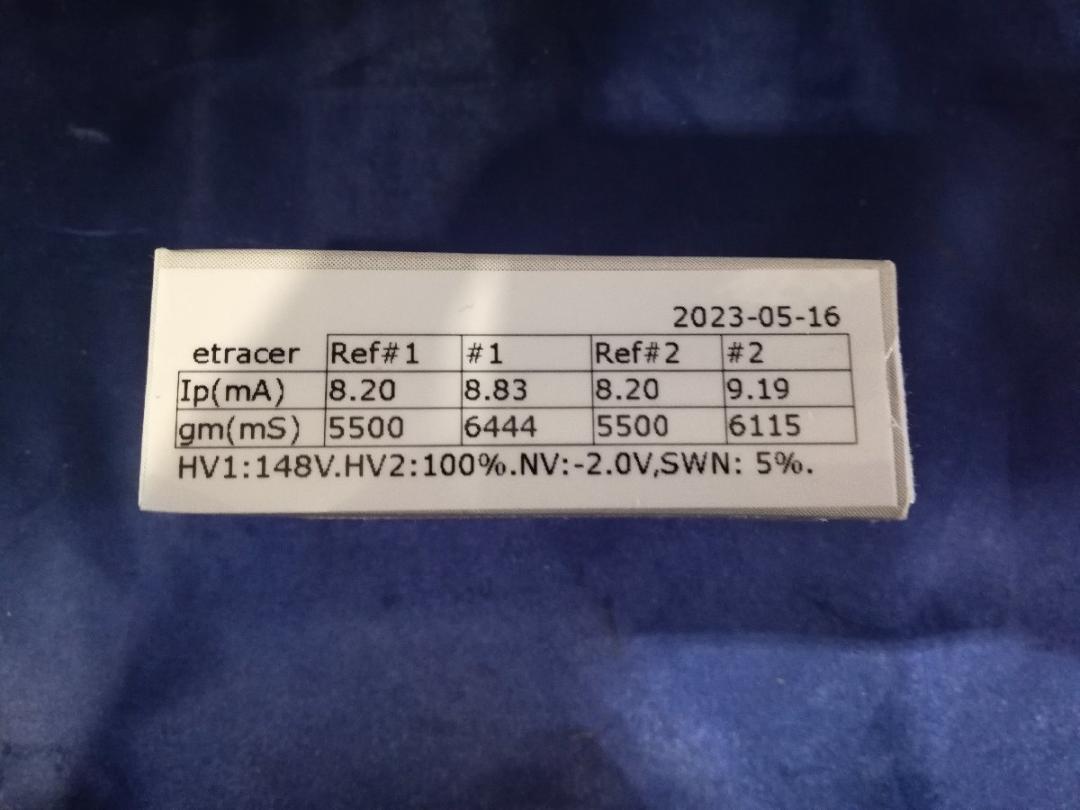 2023-05-16
etracer Ref#1 #1 Ref#2 #2
Ip(mA) 8.20 8.83 8.20 9.19
gm(mS) 5500 6444 5500 6115
HV1:148V.HV2:100%.NV:-2.0V,SWN: 5%.